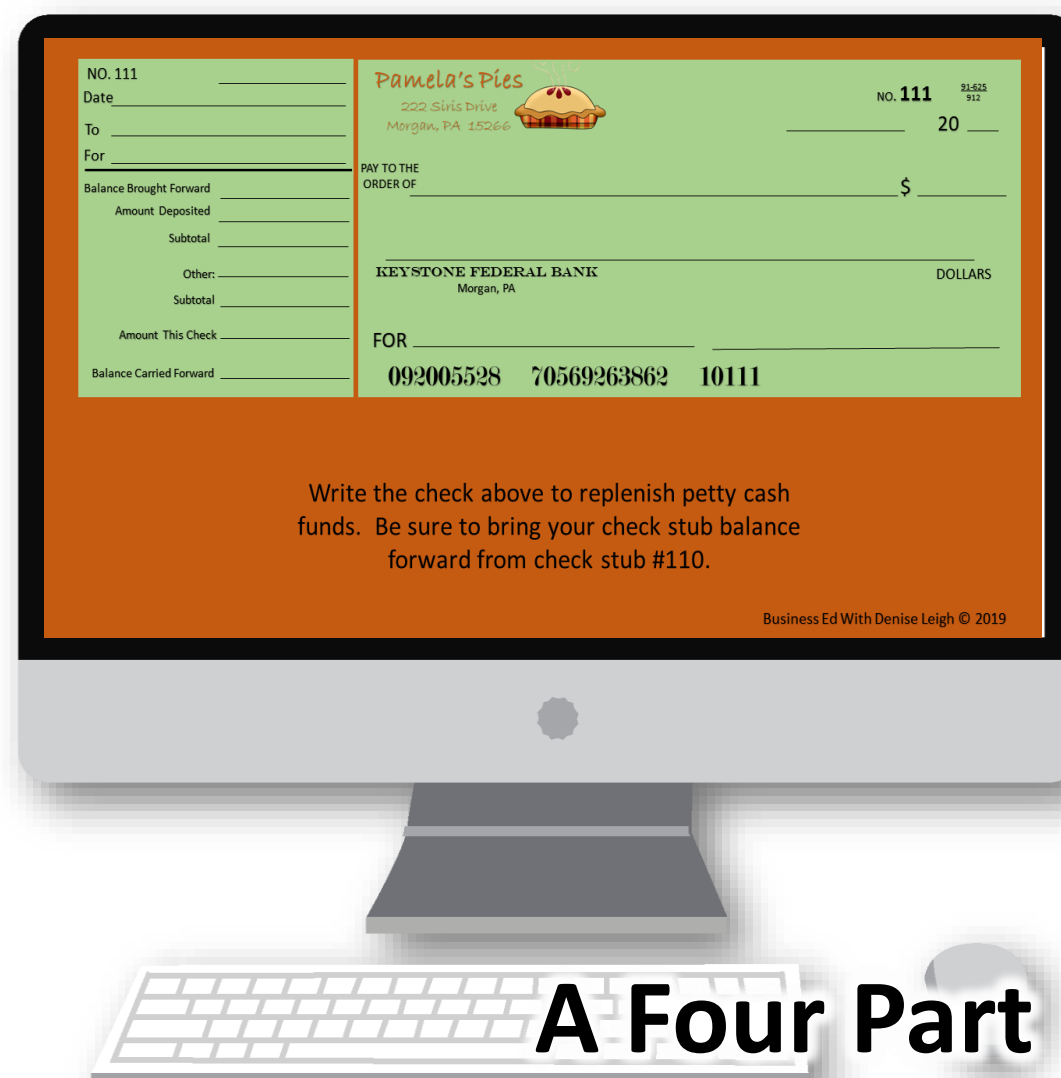 NO. 111
Date
To
For
Balance Brought Forward
Amount Deposited
Subtotal
Other:
Subtotal
Amount This Check
Balance Carried Forward
Pamela's Pies
222 Siris Drive
Morgan, PA 15266
NO. 111
91-625
912
20
PAY TO THE
ORDER OF
$
KEYSTONE FEDERAL BANK
Morgan, PA
DOLLARS
FOR
092005528 70569263862 10111
Write the check above to replenish petty cash
funds. Be sure to bring your check stub balance
forward from check stub #110.
Business Ed With Denise Leigh © 2019
A Four Part